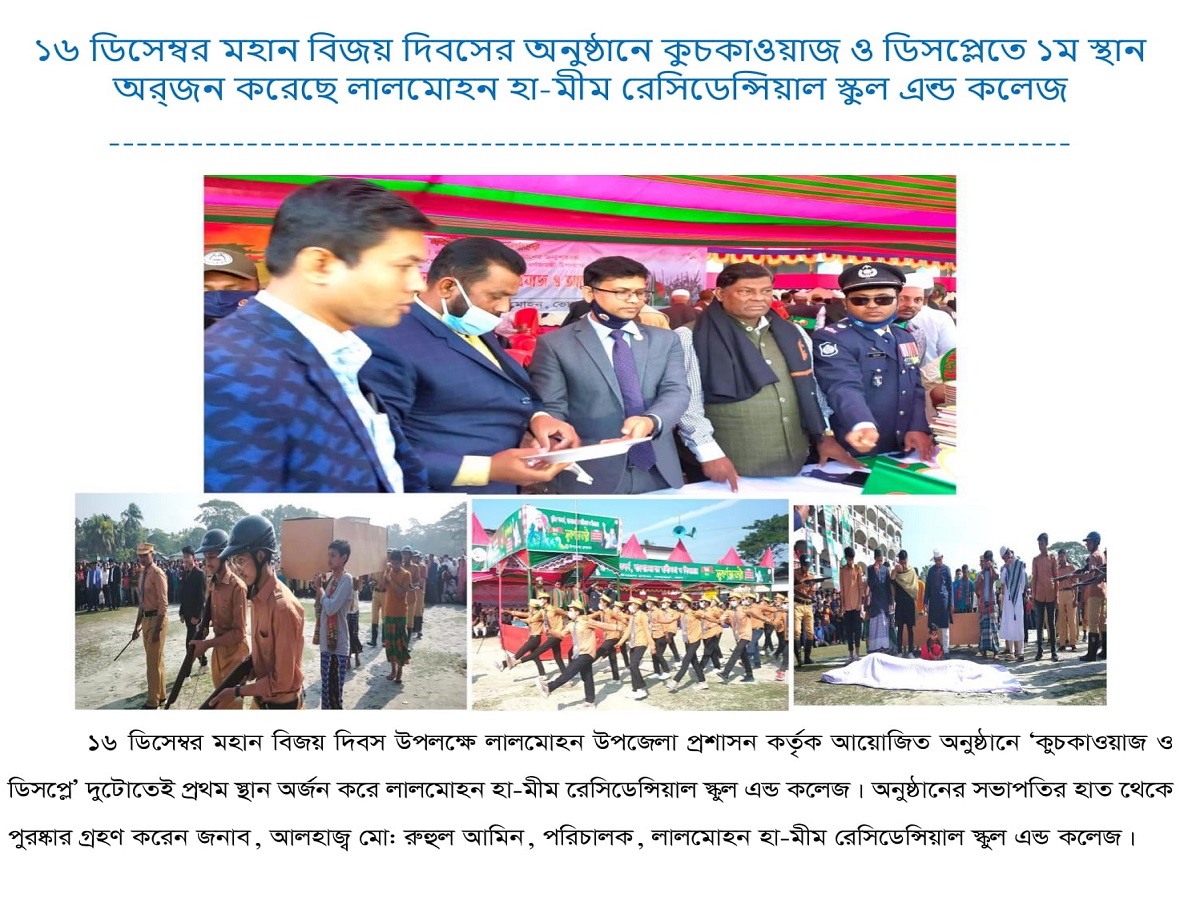 ১৬ ডিসেম্বর মহান বিজয় দিবসের অনুষ্ঠানে কুচকাওয়াজ ও ডিসপ্লেতে ১ম স্থান
অর্জন করেছে লালমোহন হা-মীম রেসিডেন্সিয়াল স্কুল এন্ড কলেজ
১৬ ডিসেম্বর মহান বিজয় দিবস উপলক্ষে লালমোহন উপজেলা প্রশাসন কর্তৃক আয়োজিত অনুষ্ঠানে ‘কুচকাওয়াজ ও
ডিসপ্লে’ দুটোতেই প্রথম স্থান অর্জন করে লালমোহন হা-মীম রেসিডেন্সিয়াল স্কুল এন্ড কলেজ। অনুষ্ঠানের সভাপতির হাত থেকে
পুরষ্কার গ্রহণ করেন জনাব, আলহাজ্ব মো: রুহুল আমিন, পরিচালক, লালমোহন হা-মীম রেসিডেন্সিয়াল স্কুল এন্ড কলেজ।